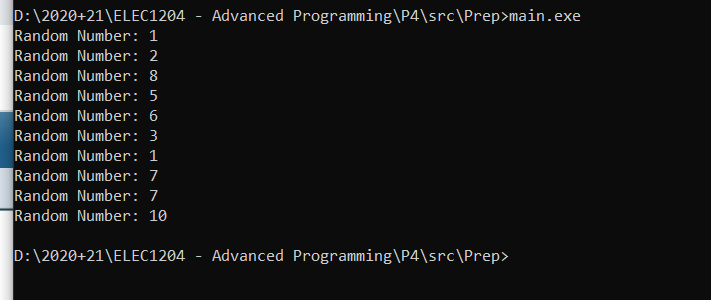 D:\2020+21\ELEC1204 - Advanced Programming\P4\src\Prep>main.exe
Random Number: 1
Random Number: 2
Random Number: 8
Random Number: 5
Random Number: 6
Random Number: 3
Random Number: 1
Random Number: 7
Random Number: 7
Random Number: 10
D:\2020+21\ELEC1204 - Advanced Programming\P4\src\Prep>